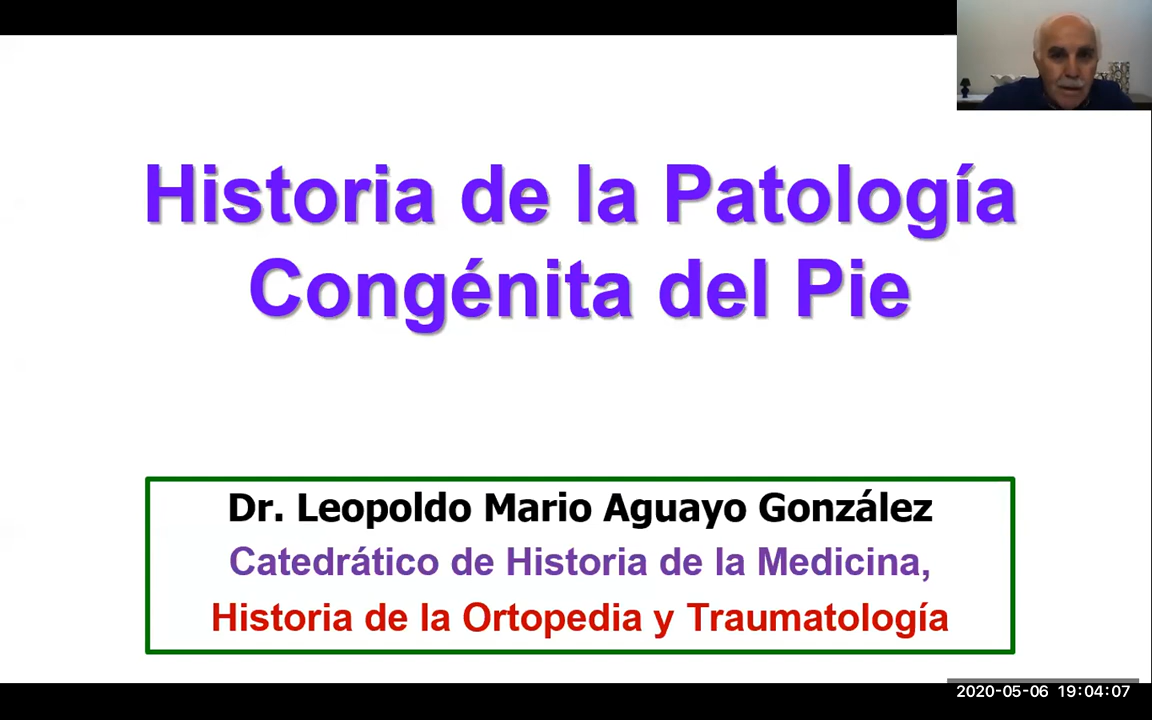 Historia de la Patología
Congénita del Pie
Dr. Leopoldo Mario Aguayo González
Catedrático de Historia de la Medicina,
Historia de la Ortopedia y Traumatología
2020-05-06 19:04:07